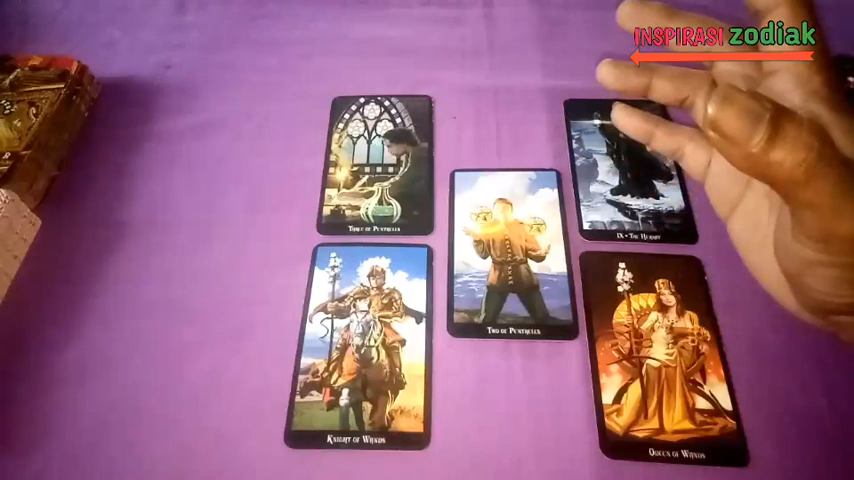 INSPIRASI zodiak
THREE OF PENTACLES
IX • THE HERMIT
TWO OF PENTACLES
KNIGHT OF WANDS
QUEEN OF WANDS